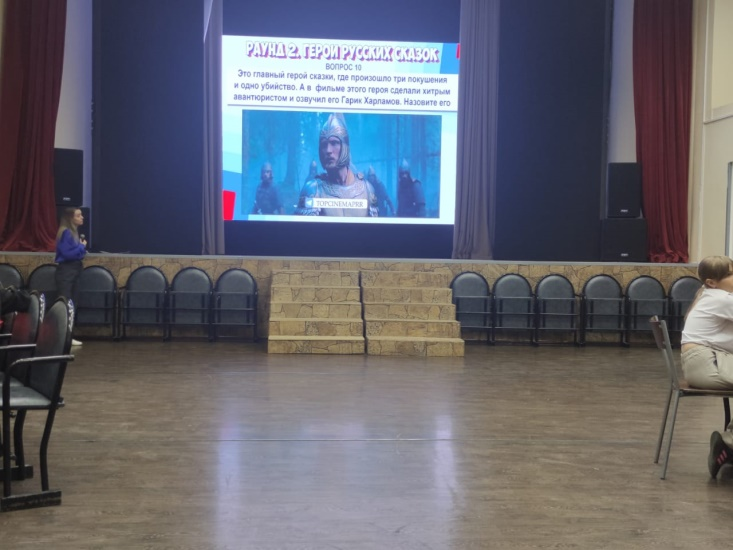 РАУНД 2. ГЕРОИ РУССКИХ СКАЗОК
ВОПРОС 10
Это главный герой сказки, где произошло три покушения
и одно убийство. А в фильме этого героя сделали хитрым
авантюристом и озвучил его Гарик Харламов. Назовите его
TOPCINEMAPER